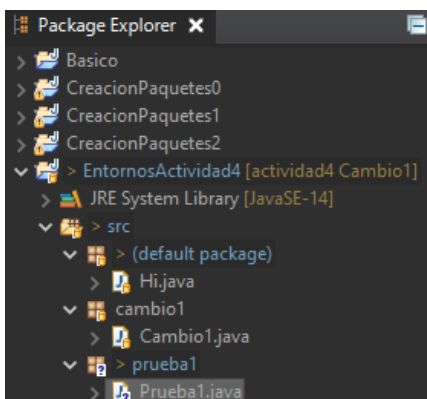 Package Explorer
Basico
CreacionPaquetes0
CreacionPaquetes1
CreacionPaquetes2
> EntornosActividad4 [actividad4 Cambio1]
JRE System Library [JavaSE-14]
> src
> (default package)
Hi.java
cambio1
Cambio1.java
> prueba1
Prueba1.java